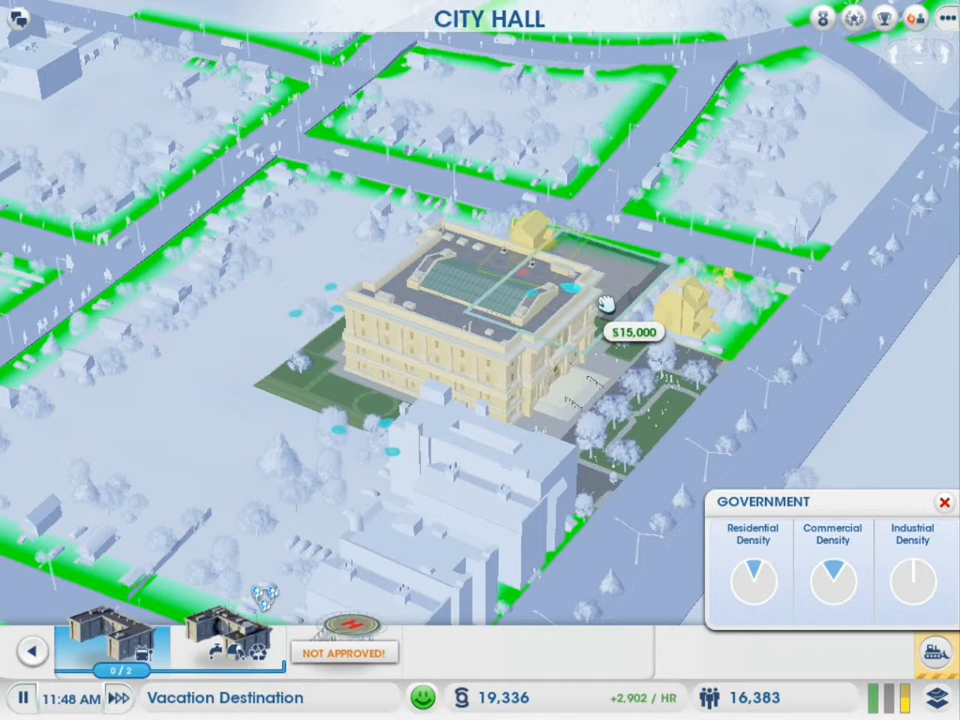 CITY HALL
§15,000
GOVERNMENT
Residential
Density
Commercial
Density
Industrial
Density
H
NOT APPROVED!
0 / 2
11:48 AM
Vacation Destination
19,336
+2,902 / HR
16,383